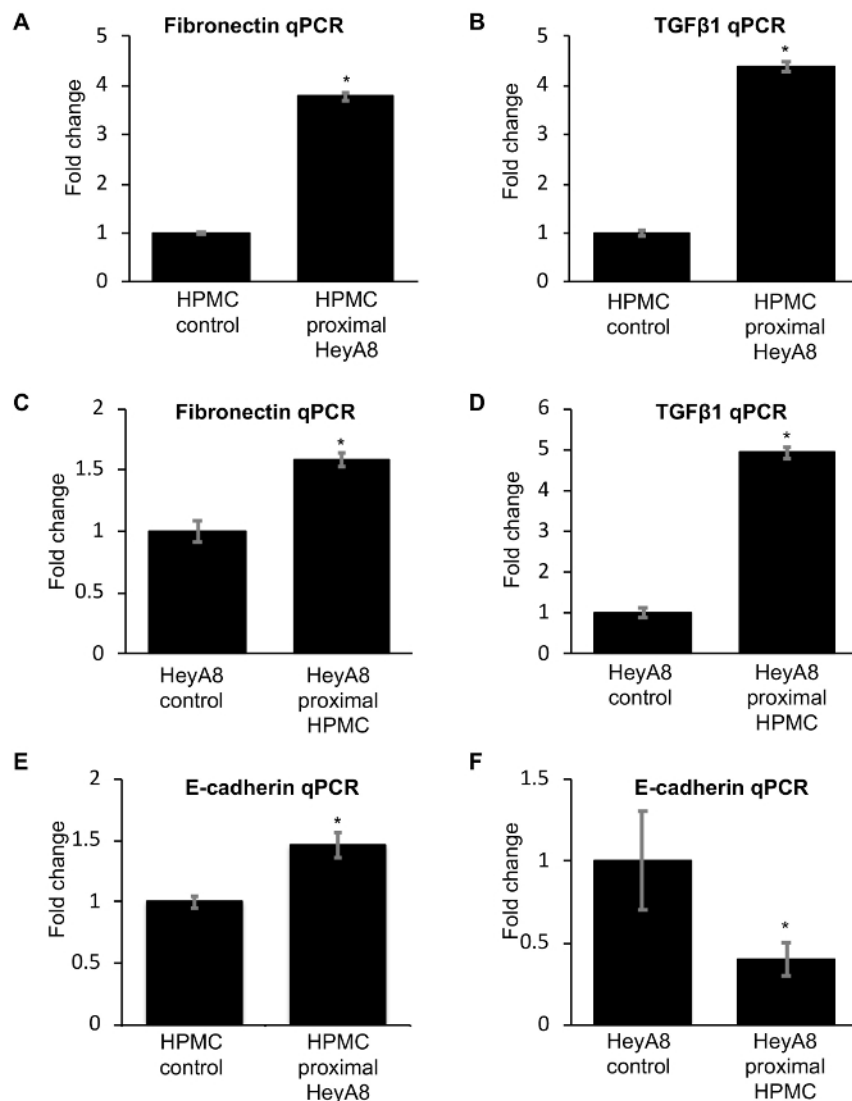 A
Fibronectin qPCR
Fold change
5
4
3
2
1
0
*
HPMC
control
HPMC
proximal
HeyA8
B
TGFβ1 qPCR
Fold change
5
4
3
2
1
0
*
HPMC
control
HPMC
proximal
HeyA8
C
Fibronectin qPCR
Fold change
2
1.5
1
0.5
0
*
HeyA8
control
HeyA8
proximal
HPMC
D
TGFβ1 qPCR
Fold change
6
5
4
3
2
1
0
*
HeyA8
control
HeyA8
proximal
HPMC
E
E-cadherin qPCR
Fold change
2
1.5
1
0.5
0
*
HPMC
control
HPMC
proximal
HeyA8
F
E-cadherin qPCR
Fold change
1.5
1
0.5
0
*
HeyA8
control
HeyA8
proximal
HPMC